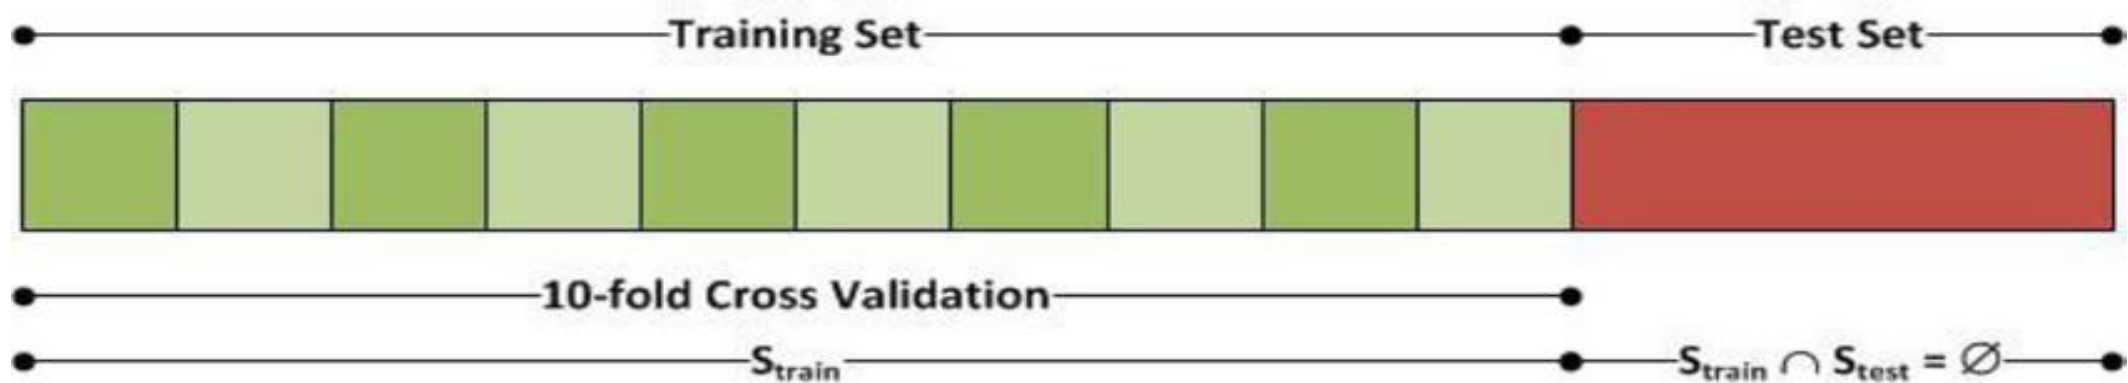 Training Set Test Set
10-fold Cross Validation
Strain Strain ∩ Stest = ∅